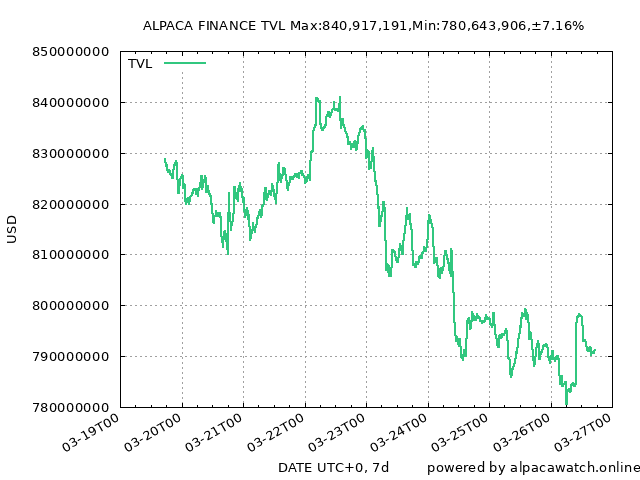 ALPACA FINANCE TVL Max:840,917,191,Min:780,643,906,±7.16%
850000000
TVL
840000000
830000000
820000000
USD
810000000
800000000
790000000
780000000
03-19T00
03-20T00
03-21T00
03-22T00
03-23T00
03-24T00
03-25T00
03-26T00
03-27T00
DATE UTC+0, 7d
powered by alpacawatch.online